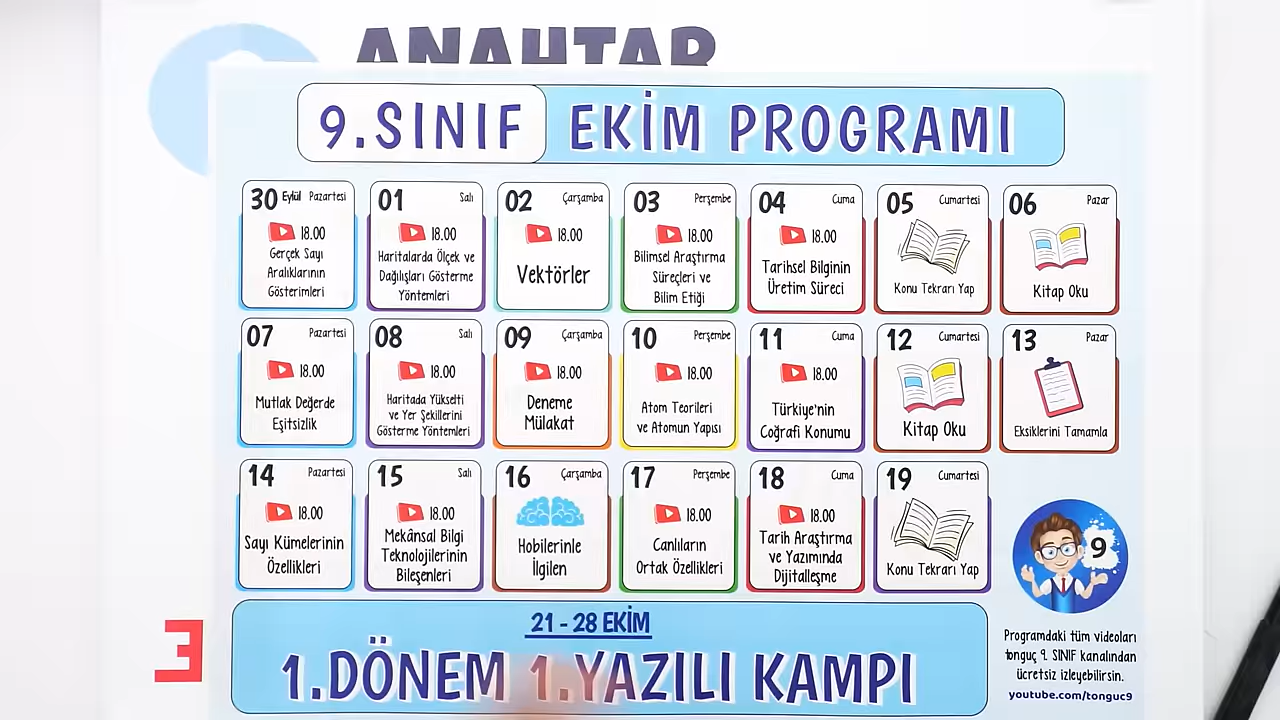 ANAHTAR
9.SINIF EKİM PROGRAMI
30 Eylül Pazartesi
18.00
Gerçek Sayı
Aralıklarının
Gösterimleri
01 Salı
18.00
Haritalarda Ölçek ve
Dağılışları Gösterme
Yöntemleri
02 Çarşamba
18.00
Vektörler
03 Perşembe
18.00
Bilimsel Araştırma
Süreçleri ve
Bilim Etiği
04 Cuma
18.00
Tarihsel Bilginin
Üretim Süreci
05 Cumartesi
Konu Tekrarı Yap
06 Pazar
Kitap Oku
07 Pazartesi
18.00
Mutlak Değerde
Eşitsizlik
08 Salı
18.00
Haritada Yükselti
ve Yer Şekillerini
Gösterme Yöntemleri
09 Çarşamba
18.00
Deneme
Mülakat
10 Perşembe
18.00
Atom Teorileri
ve Atomun Yapısı
11 Cuma
18.00
Türkiye'nin
Coğrafi Konumu
12 Cumartesi
Kitap Oku
13 Pazar
Eksiklerini Tamamla
14 Pazartesi
18.00
Sayı Kümelerinin
Özellikleri
15 Salı
18.00
Mekânsal Bilgi
Teknolojilerinin
Bileşenleri
16 Çarşamba
Hobilerinle
İlgilen
17 Perşembe
18.00
Canlıların
Ortak Özellikleri
18 Cuma
18.00
Tarih Araştırma
ve Yazımında
Dijitalleşme
19 Cumartesi
Konu Tekrarı Yap
9
Programdaki tüm videoları
tonguç 9. SINIF kanalından
ücretsiz izleyebilirsin.
youtube.com/tonguc9
21 - 28 EKİM
1.DÖNEM 1.YAZILI KAMPI
3